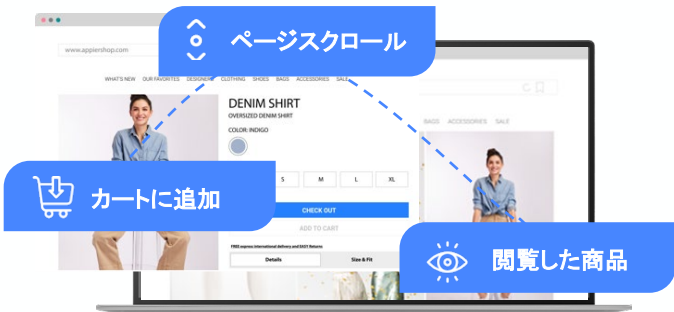 ページスクロール
www.appiershop.com
WHAT'S NEW OUR FAVORITES DESIGNERS CLOTHING SHOES BAGS ACCESSORIES SALE
DENIM SHIRT
OVERSIZED DENIM SHIRT
COLOR: INDIGO
BAGS ACCESSORIES SALE
カートに追加
S M L XL
CHECK OUT
ADD TO CART
FREE express international delivery and EASY Returns
Details Size & Fit
閲覧した商品